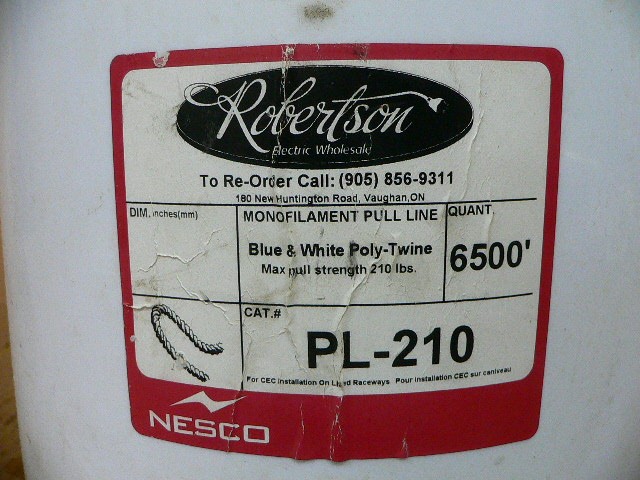 Robertson
Electric Wholesale
To Re-Order Call: (905) 856-9311
180 New Huntington Road, Vaughan,ON
DIM. inches(mm)
MONOFILAMENT PULL LINE
QUANT.
Blue & White Poly-Twine
Max pull strength 210 lbs.
6500'
CAT.#
PL-210
For CEC Installation On Listed Raceways Pour installation CEC sur caniveau
NESCO